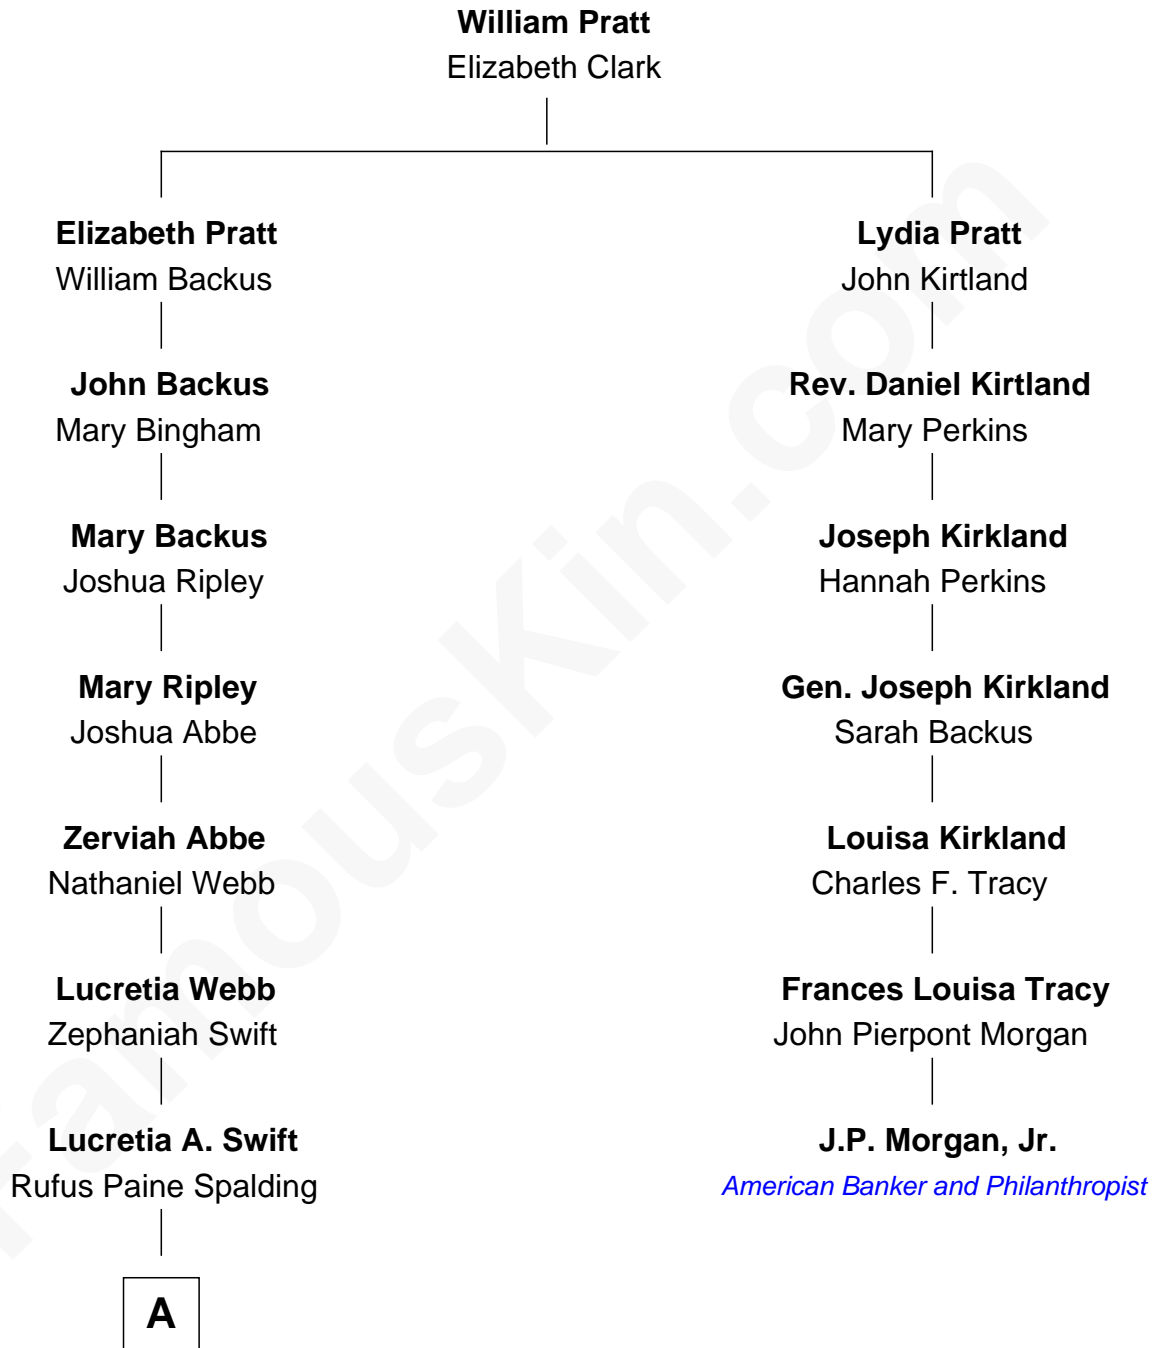 William Pratt
Elizabeth Clark
Elizabeth Pratt
William Backus
John Backus
Mary Bingham
Mary Backus
Joshua Ripley
Mary Ripley
Joshua Abbe
Zerviah Abbe
Nathaniel Webb
Lucretia Webb
Zephaniah Swift
Lucretia A. Swift
Rufus Paine Spalding
A
Lydia Pratt
John Kirtland
Rev. Daniel Kirtland
Mary Perkins
Joseph Kirkland
Hannah Perkins
Gen. Joseph Kirkland
Sarah Backus
Louisa Kirkland
Charles F. Tracy
Frances Louisa Tracy
John Pierpont Morgan
J.P. Morgan, Jr.
American Banker and Philanthropist
FamousKin.com